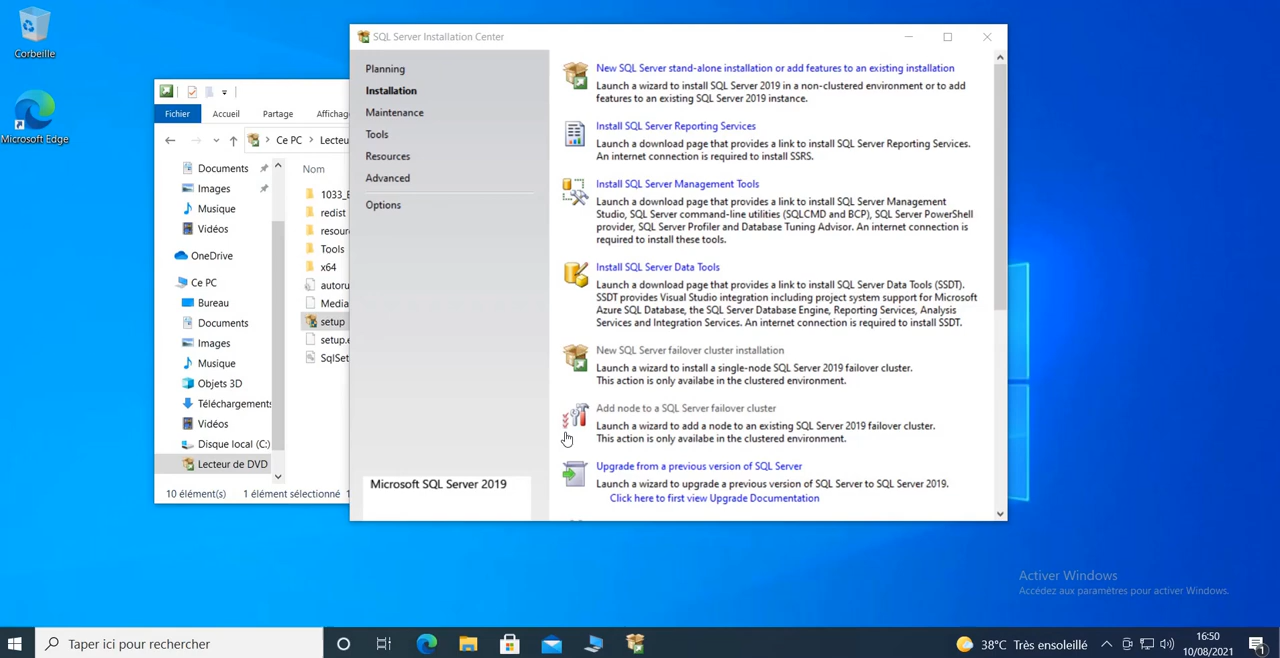 Corbeille
Microsoft Edge
Fichier Accueil Partage Affichag
Ce PC Lecteu
Documents
Images
Musique
Vidéos
OneDrive
Ce PC
Bureau
Documents
Images
Musique
Objets 3D
Téléchargements
Vidéos
Disque local (C:)
Lecteur de DVD
Nom
1033_E
redist
resour
Tools
x64
autoru
Media
setup
setup.e
SqlSet
10 élément(s) 1 élément sélectionné 1
SQL Server Installation Center
Planning
Installation
Maintenance
Tools
Resources
Advanced
Options
Microsoft SQL Server 2019
New SQL Server stand-alone installation or add features to an existing installation
Launch a wizard to install SQL Server 2019 in a non-clustered environment or to add
features to an existing SQL Server 2019 instance.
Install SQL Server Reporting Services
Launch a download page that provides a link to install SQL Server Reporting Services.
An internet connection is required to install SSRS.
Install SQL Server Management Tools
Launch a download page that provides a link to install SQL Server Management
Studio, SQL Server command-line utilities (SQLCMD and BCP), SQL Server PowerShell
provider, SQL Server Profiler and Database Tuning Advisor. An internet connection is
required to install these tools.
Install SQL Server Data Tools
Launch a download page that provides a link to install SQL Server Data Tools (SSDT).
SSDT provides Visual Studio integration including project system support for Microsoft
Azure SQL Database, the SQL Server Database Engine, Reporting Services, Analysis
Services and Integration Services. An internet connection is required to install SSDT.
New SQL Server failover cluster installation
Launch a wizard to install a single-node SQL Server 2019 failover cluster.
This action is only availabe in the clustered environment.
Add node to a SQL Server failover cluster
Launch a wizard to add a node to an existing SQL Server 2019 failover cluster.
This action is only availabe in the clustered environment.
Upgrade from a previous version of SQL Server
Launch a wizard to upgrade a previous version of SQL Server to SQL Server 2019.
Click here to first view Upgrade Documentation
Activer Windows
Accédez aux paramètres pour activer Windows.
Taper ici pour rechercher
38°C Très ensoleillé
16:50
10/08/2021
1